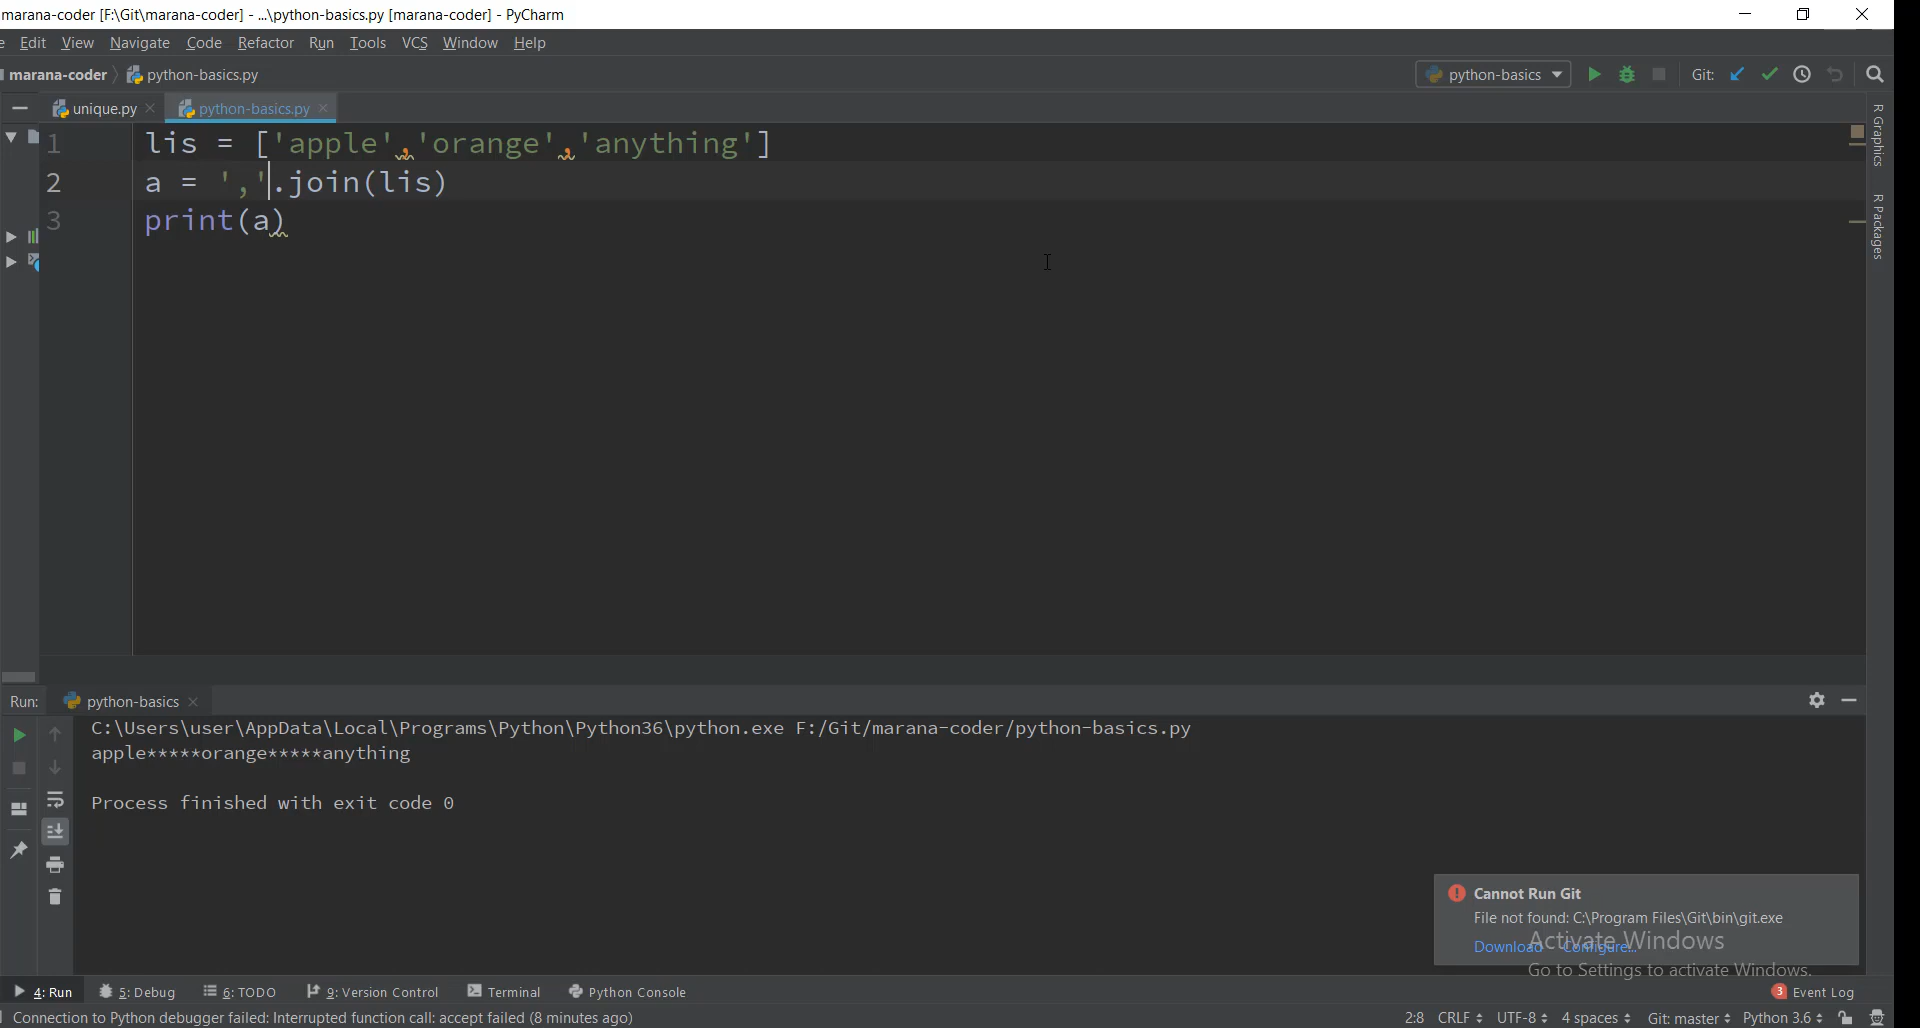 marana-coder [F:\Git\marana-coder] - ...\python-basics.py [marana-coder] - PyCharm
Edit View Navigate Code Refactor Run Tools VCS Window Help
marana-coder python-basics.py
python-basics
Git:
unique.py
python-basics.py
1 lis = ['apple','orange','anything']
2 a = ','.join(lis)
3 print(a)
R Graphics
R Packages
Run: python-basics
C:\Users\user\AppData\Local\Programs\Python\Python36\python.exe F:/Git/marana-coder/python-basics.py
apple*****orange*****anything
Process finished with exit code 0
Cannot Run Git
File not found: C:\Program Files\Git\bin\git.exe
Download Configure...
Activate Windows
Go to Settings to activate Windows.
4: Run 5: Debug 6: TODO 9: Version Control Terminal Python Console
3 Event Log
Connection to Python debugger failed: Interrupted function call: accept failed (8 minutes ago)
2:8 CRLF UTF-8 4 spaces Git: master Python 3.6